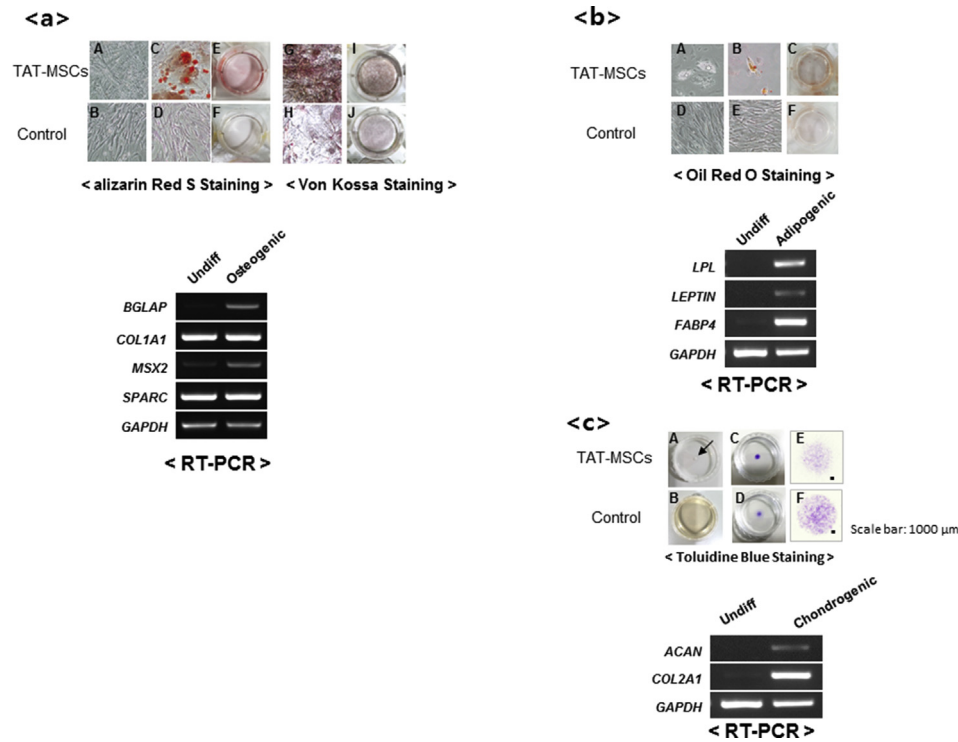 <a>
A C E G I
TAT-MSCs
B D F H J
Control
< alizarin Red S Staining > < Von Kossa Staining >
Undiff Osteogenic
BGLAP
COL1A1
MSX2
SPARC
GAPDH
< RT-PCR >
<b>
A B C
TAT-MSCs
D E F
Control
< Oil Red O Staining >
Undiff Adipogenic
LPL
LEPTIN
FABP4
GAPDH
< RT-PCR >
<c>
A C E
TAT-MSCs
B D F
Control
Scale bar: 1000 μm
< Toluidine Blue Staining >
Undiff Chondrogenic
ACAN
COL2A1
GAPDH
< RT-PCR >